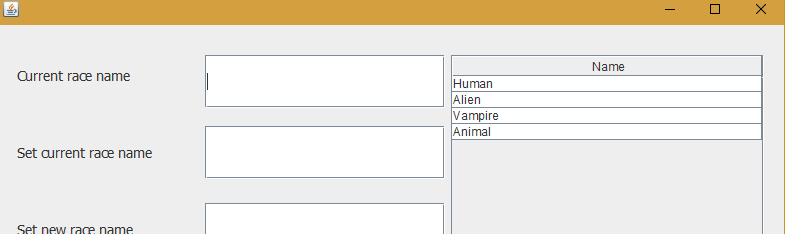 Current race name
Set current race name
Set new race name
Name
Human
Alien
Vampire
Animal